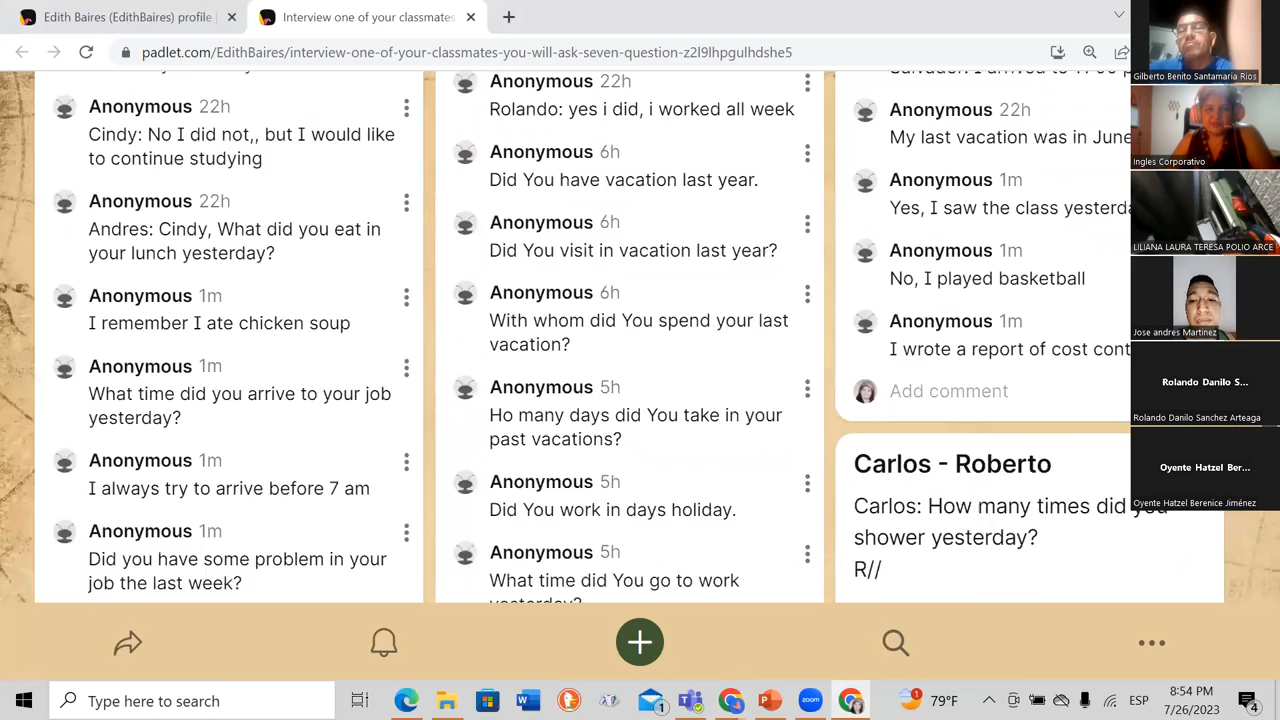 Edith Baires (EdithBaires) profile |
Interview one of your classmates
padlet.com/EdithBaires/interview-one-of-your-classmates-you-will-ask-seven-question-z2l9lhpgulhdshe5
Anonymous 22h
Cindy: No I did not,, but I would like
to continue studying
Anonymous 22h
Andres: Cindy, What did you eat in
your lunch yesterday?
Anonymous 1m
I remember I ate chicken soup
Anonymous 1m
What time did you arrive to your job
yesterday?
Anonymous 1m
I always try to arrive before 7 am
Anonymous 1m
Did you have some problem in your
job the last week?
Anonymous 22h
Rolando: yes i did, i worked all week
Anonymous 6h
Did You have vacation last year.
Anonymous 6h
Did You visit in vacation last year?
Anonymous 6h
With whom did You spend your last
vacation?
Anonymous 5h
Ho many days did You take in your
past vacations?
Anonymous 5h
Did You work in days holiday.
Anonymous 5h
What time did You go to work
yesterday?
Anonymous 22h
My last vacation was in June
Anonymous 1m
Yes, I saw the class yesterd
Anonymous 1m
No, I played basketball
Anonymous 1m
I wrote a report of cost cont
Add comment
Carlos - Roberto
Carlos: How many times did you
shower yesterday?
R//
Gilberto Benito Santamaria Rios
Ingles Corporativo
LILIANA LAURA TERESA POLIO ARCE
Jose andres Martinez
Rolando Danilo S...
Rolando Danilo Sanchez Arteaga
Oyente Hatzel Ber...
Oyente Hatzel Berenice Jiménez
Type here to search
1
1
79°F
ESP
8:54 PM
7/26/2023
4